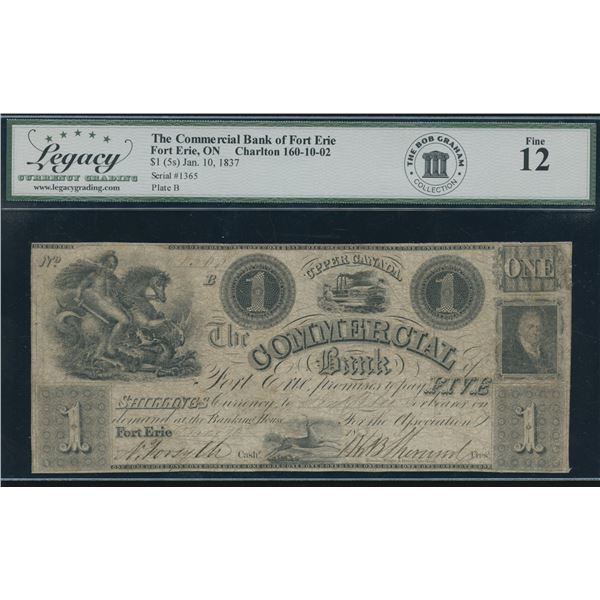 Legacy
CURRENCY GRADING
www.legacygrading.com
The Commercial Bank of Fort Erie
Fort Erie, ON Charlton 160-10-02
$1 (5s) Jan. 10, 1837
Serial #1365
Plate B
THE BOB GRAHAM
COLLECTION
Fine
12
No
B
1
UPPER CANADA
1
ONE
The COMMERCIAL
Bank of
Fort Erie promises to pay FIVE
SHILLINGS Currency to or bearer on
demand at the Banking House For the Association
1
Fort Erie
1
Cash.
Pres.